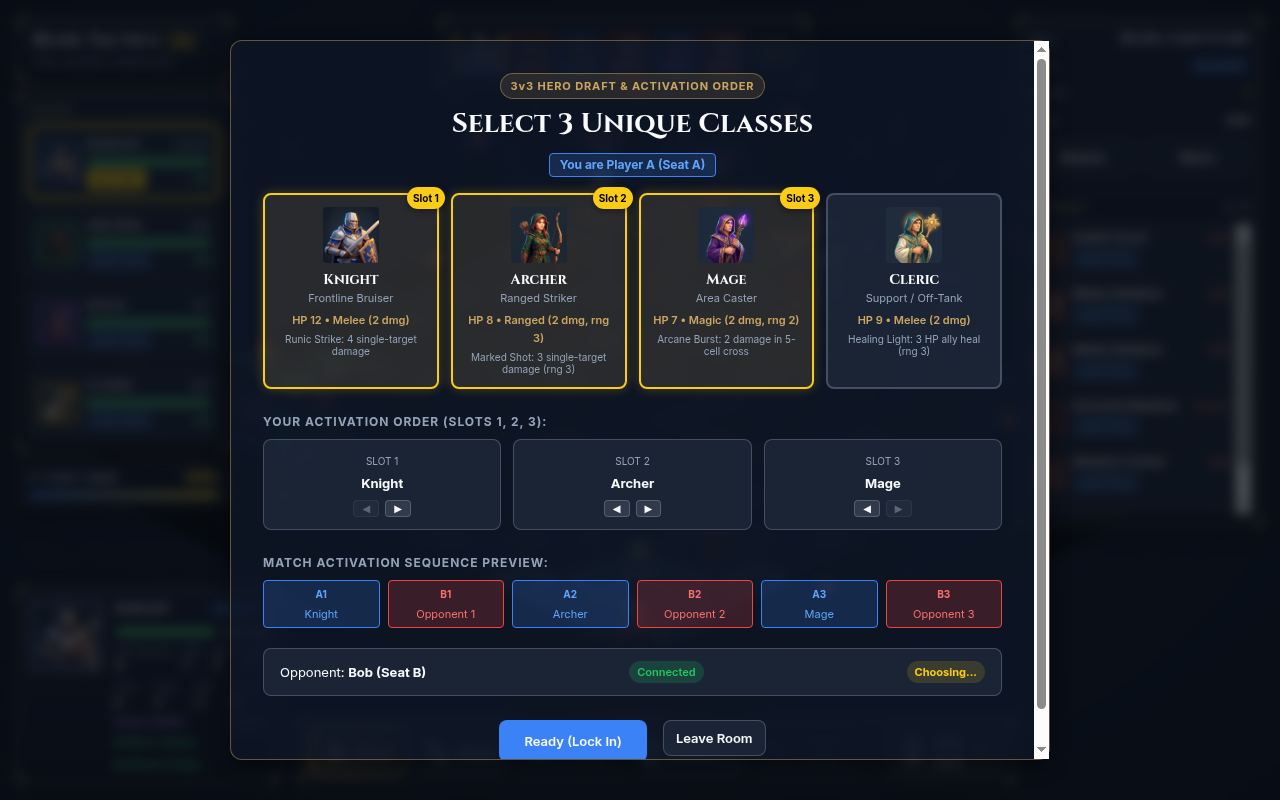 3v3 HERO DRAFT & ACTIVATION ORDER
Select 3 Unique Classes
You are Player A (Seat A)
Slot 1
Slot 2
Slot 3
Knight
Frontline Bruiser
HP 12 • Melee (2 dmg)
Runic Strike: 4 single-target
damage
Archer
Ranged Striker
HP 8 • Ranged (2 dmg, rng
3)
Marked Shot: 3 single-target
damage (rng 3)
Mage
Area Caster
HP 7 • Magic (2 dmg, rng 2)
Arcane Burst: 2 damage in 5-
cell cross
Cleric
Support / Off-Tank
HP 9 • Melee (2 dmg)
Healing Light: 3 HP ally heal
(rng 3)
YOUR ACTIVATION ORDER (SLOTS 1, 2, 3):
SLOT 1
Knight
◀ ▶
SLOT 2
Archer
◀ ▶
SLOT 3
Mage
◀ ▶
MATCH ACTIVATION SEQUENCE PREVIEW:
A1
Knight
B1
Opponent 1
A2
Archer
B2
Opponent 2
A3
Mage
B3
Opponent 3
Opponent: Bob (Seat B)
Connected
Choosing...
Ready (Lock In)
Leave Room